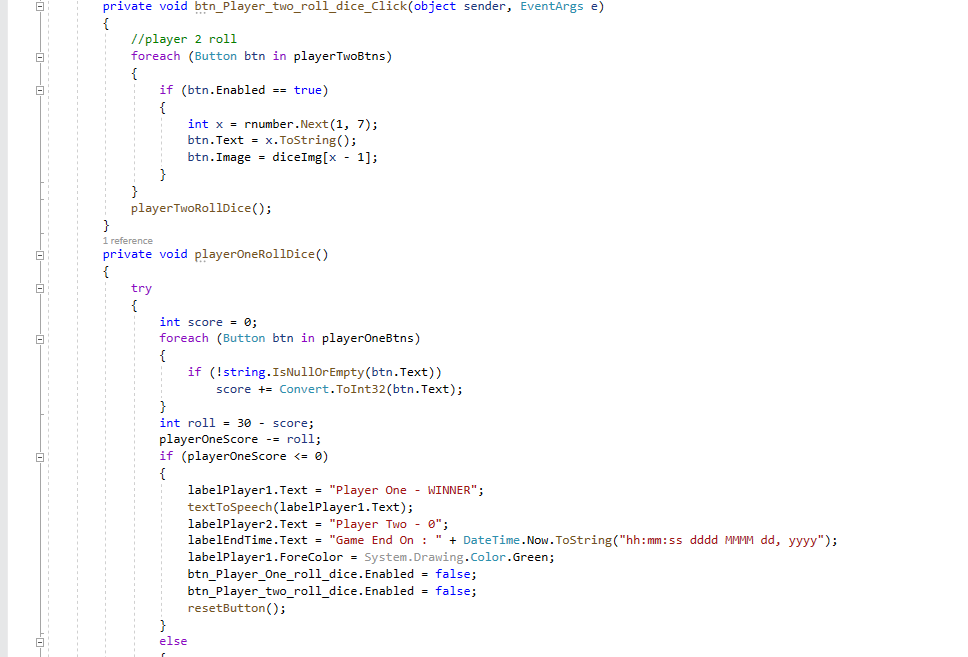 private void btn_Player_two_roll_dice_Click(object sender, EventArgs e)
{
//player 2 roll
foreach (Button btn in playerTwoBtns)
{
if (btn.Enabled == true)
{
int x = rnumber.Next(1, 7);
btn.Text = x.ToString();
btn.Image = diceImg[x - 1];
}
}
playerTwoRollDice();
}
1 reference
private void playerOneRollDice()
{
try
{
int score = 0;
foreach (Button btn in playerOneBtns)
{
if (!string.IsNullOrEmpty(btn.Text))
score += Convert.ToInt32(btn.Text);
}
int roll = 30 - score;
playerOneScore -= roll;
if (playerOneScore <= 0)
{
labelPlayer1.Text = "Player One - WINNER";
textToSpeech(labelPlayer1.Text);
labelPlayer2.Text = "Player Two - 0";
labelEndTime.Text = "Game End On : " + DateTime.Now.ToString("hh:mm:ss dddd MMMM dd, yyyy");
labelPlayer1.ForeColor = System.Drawing.Color.Green;
btn_Player_One_roll_dice.Enabled = false;
btn_Player_two_roll_dice.Enabled = false;
resetButton();
}
else
{